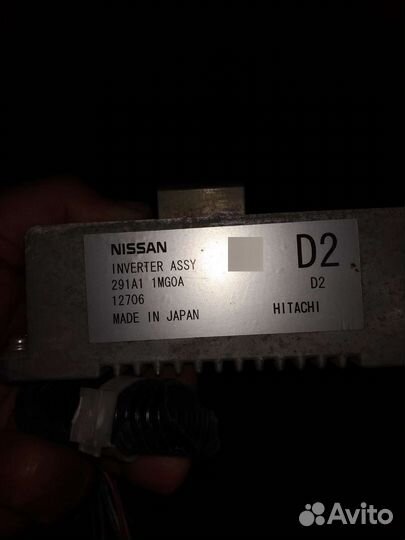 NISSAN
INVERTER ASSY
291A1 1MG0A
12706
MADE IN JAPAN
D2
D2
HITACHI
Avito